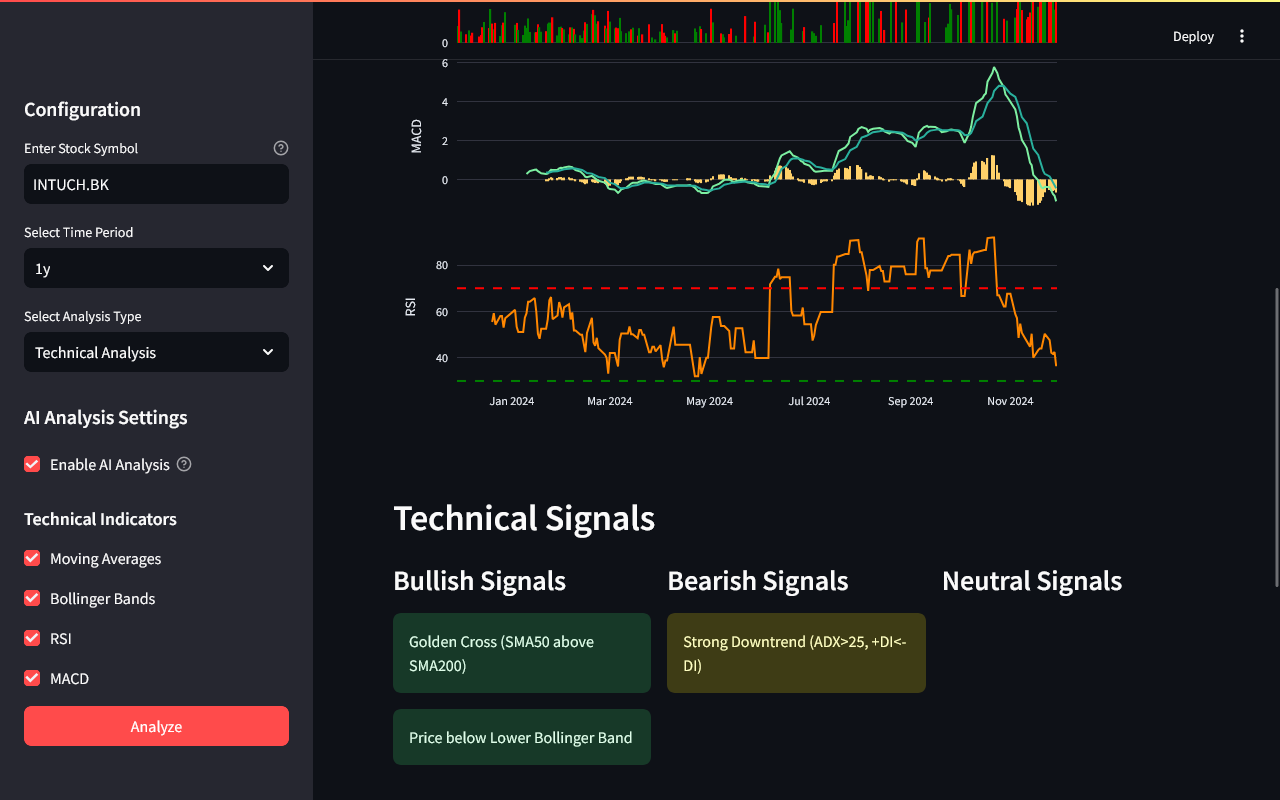 Deploy
Configuration
Enter Stock Symbol
INTUCH.BK
Select Time Period
1y
Select Analysis Type
Technical Analysis
AI Analysis Settings
Enable AI Analysis
Technical Indicators
Moving Averages
Bollinger Bands
RSI
MACD
Analyze
0
6
4
2
0
MACD
80
60
40
RSI
Jan 2024 Mar 2024 May 2024 Jul 2024 Sep 2024 Nov 2024
Technical Signals
Bullish Signals
Golden Cross (SMA50 above
SMA200)
Price below Lower Bollinger Band
Bearish Signals
Strong Downtrend (ADX>25, +DI<-
DI)
Neutral Signals